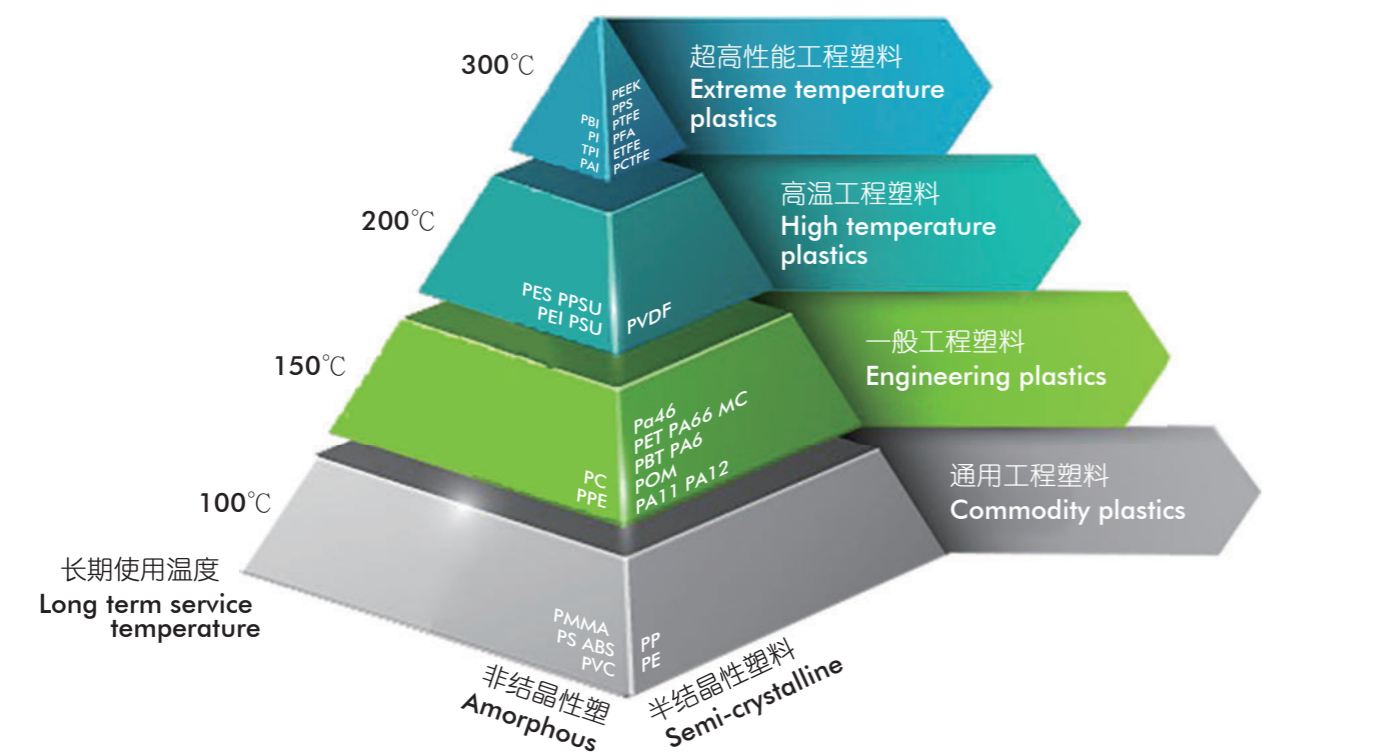 300℃
超高性能工程塑料
Extreme temperature
plastics
PBI
PI
TPI
PAI
PEEK
PPS
PTFE
PFA
ETFE
PCTFE
200℃
高温工程塑料
High temperature
plastics
PES PPSU
PEI PSU
PVDF
150℃
一般工程塑料
Engineering plastics
PC
PPE
Pa46
PET PA66 MC
PBT PA6
POM
PA11 PA12
100℃
通用工程塑料
Commodity plastics
长期使用温度
Long term service
temperature
PMMA
PS ABS
PVC
PP
PE
非结晶性塑
Amorphous
半结晶性塑料
Semi-crystalline